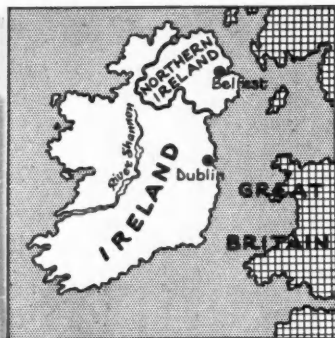 NORTHERN
IRELAND
Belfast
River Shannon
Dublin
IRELAND
GREAT
BRITAIN